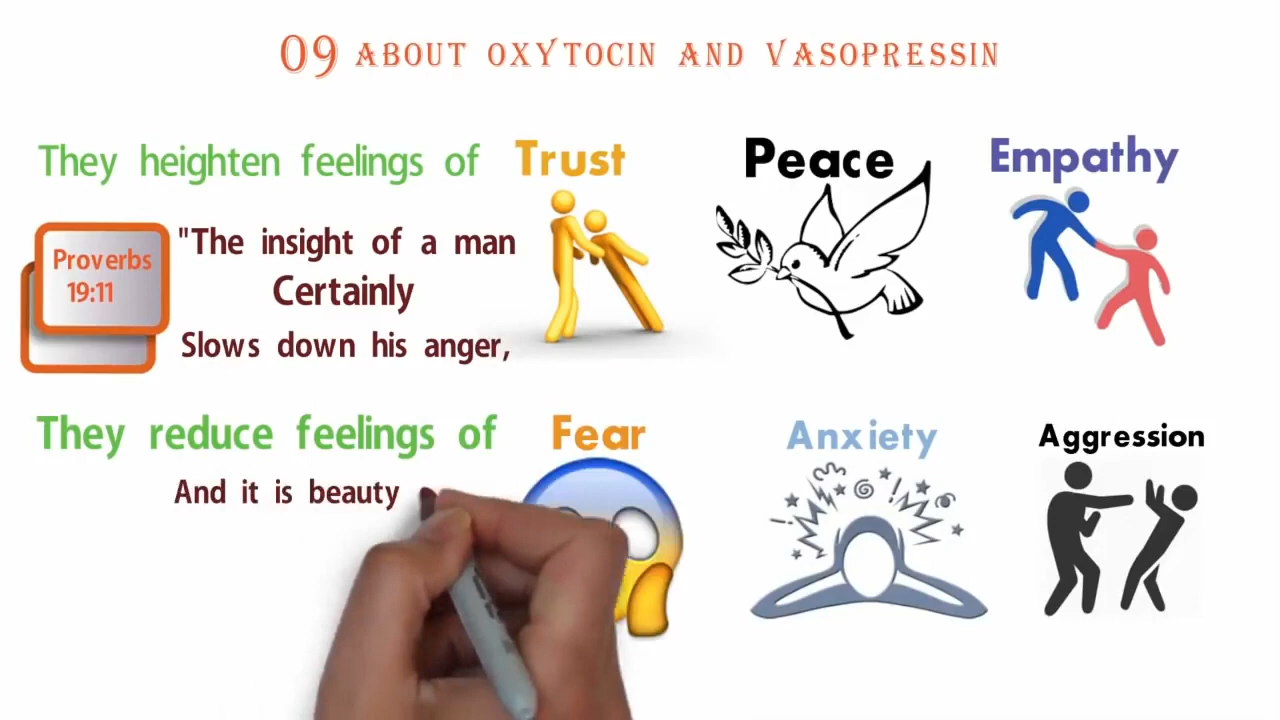 09 ABOUT OXYTOCIN AND VASOPRESSIN
They heighten feelings of Trust Peace Empathy
Proverbs
19:11
"The insight of a man
Certainly
Slows down his anger,
They reduce feelings of Fear Anxiety Aggression
And it is beauty